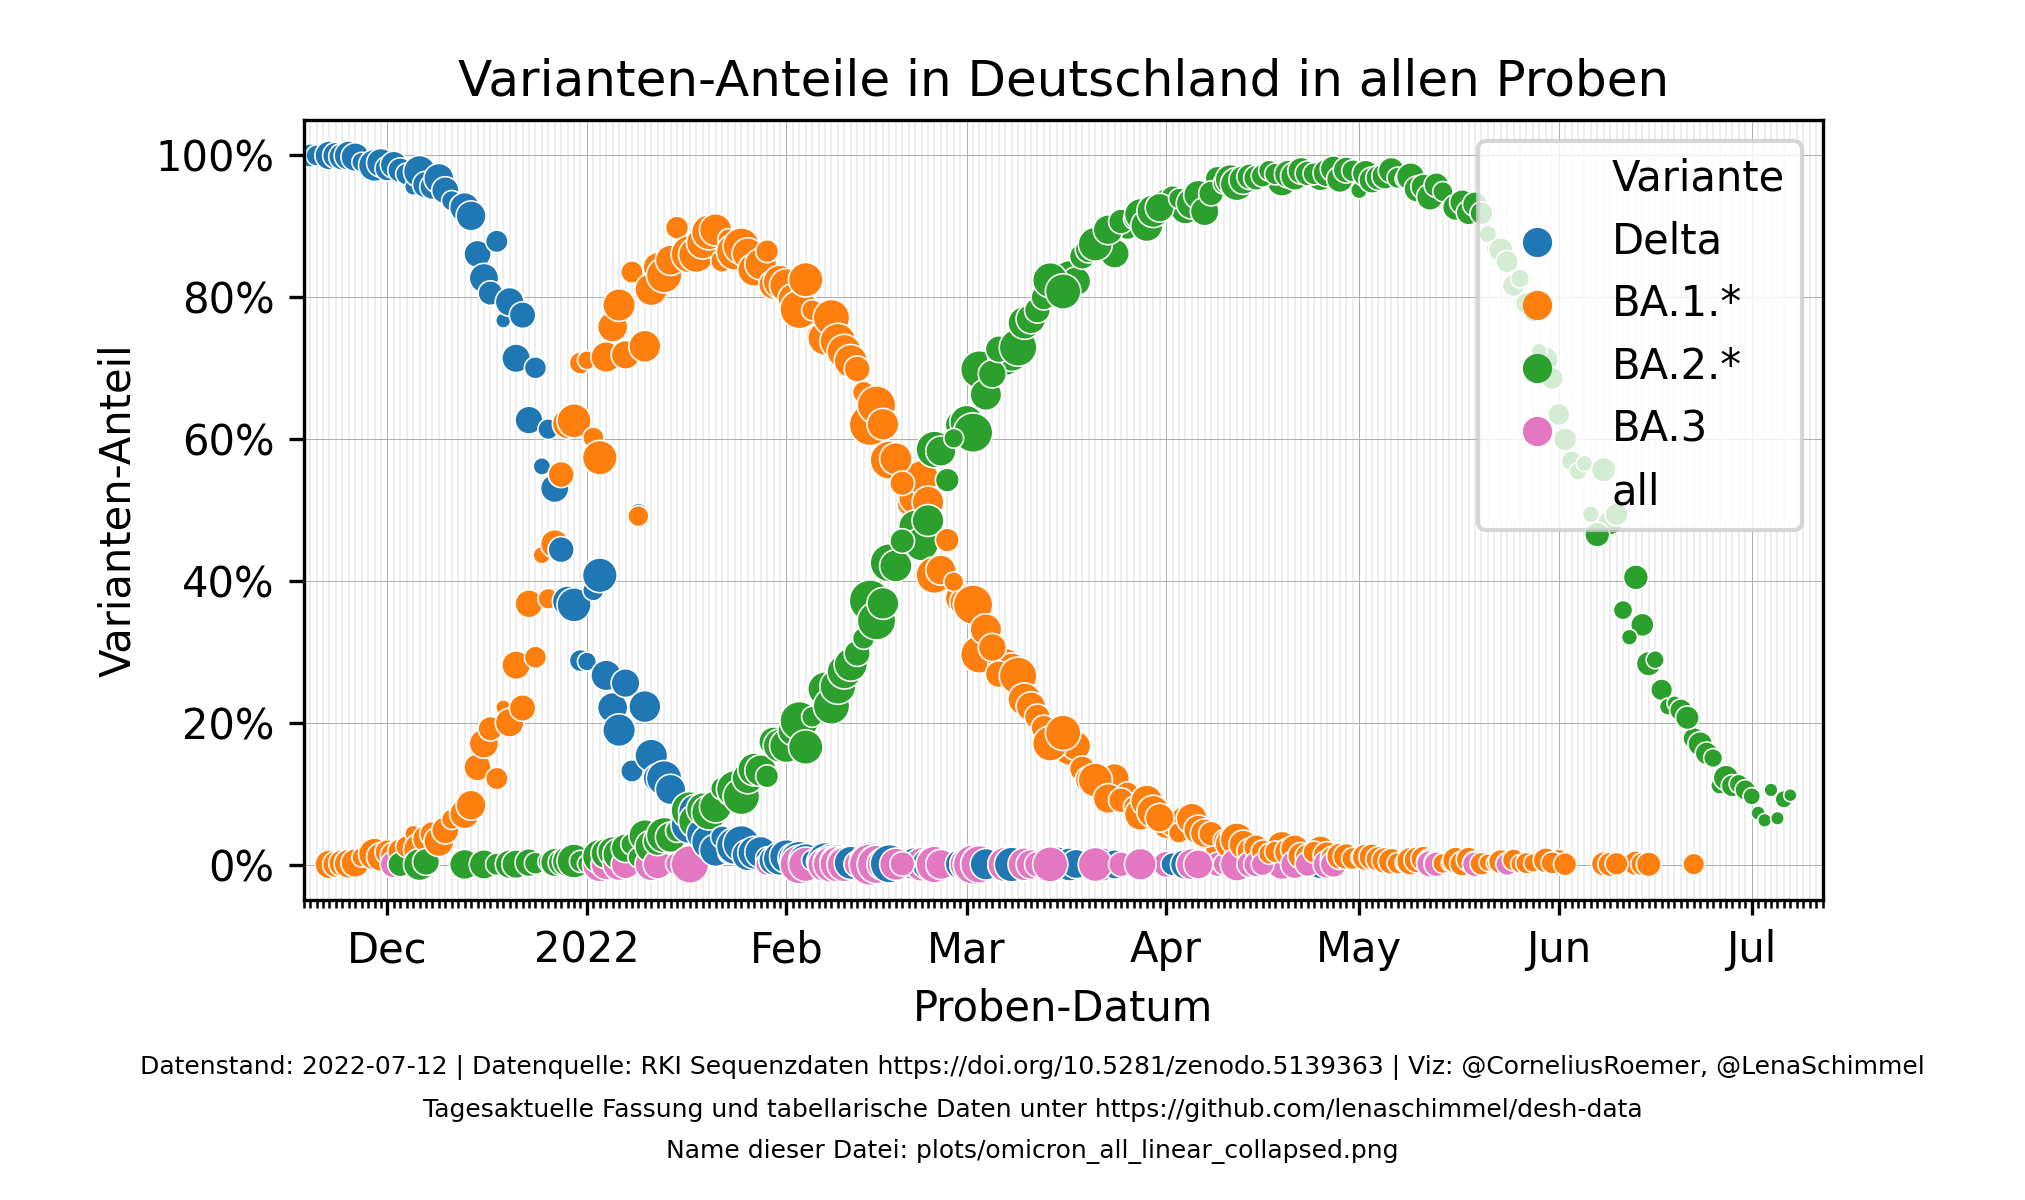 Varianten-Anteile in Deutschland in allen Proben
Varianten-Anteil
100%
80%
60%
40%
20%
0%
Variante
Delta
BA.1.*
BA.2.*
BA.3
all
Dec 2022 Feb Mar Apr May Jun Jul
Proben-Datum
Datenstand: 2022-07-12 | Datenquelle: RKI Sequenzdaten https://doi.org/10.5281/zenodo.5139363 | Viz: @CorneliusRoemer, @LenaSchimmel
Tagesaktuelle Fassung und tabellarische Daten unter https://github.com/lenaschimmel/desh-data
Name dieser Datei: plots/omicron_all_linear_collapsed.png